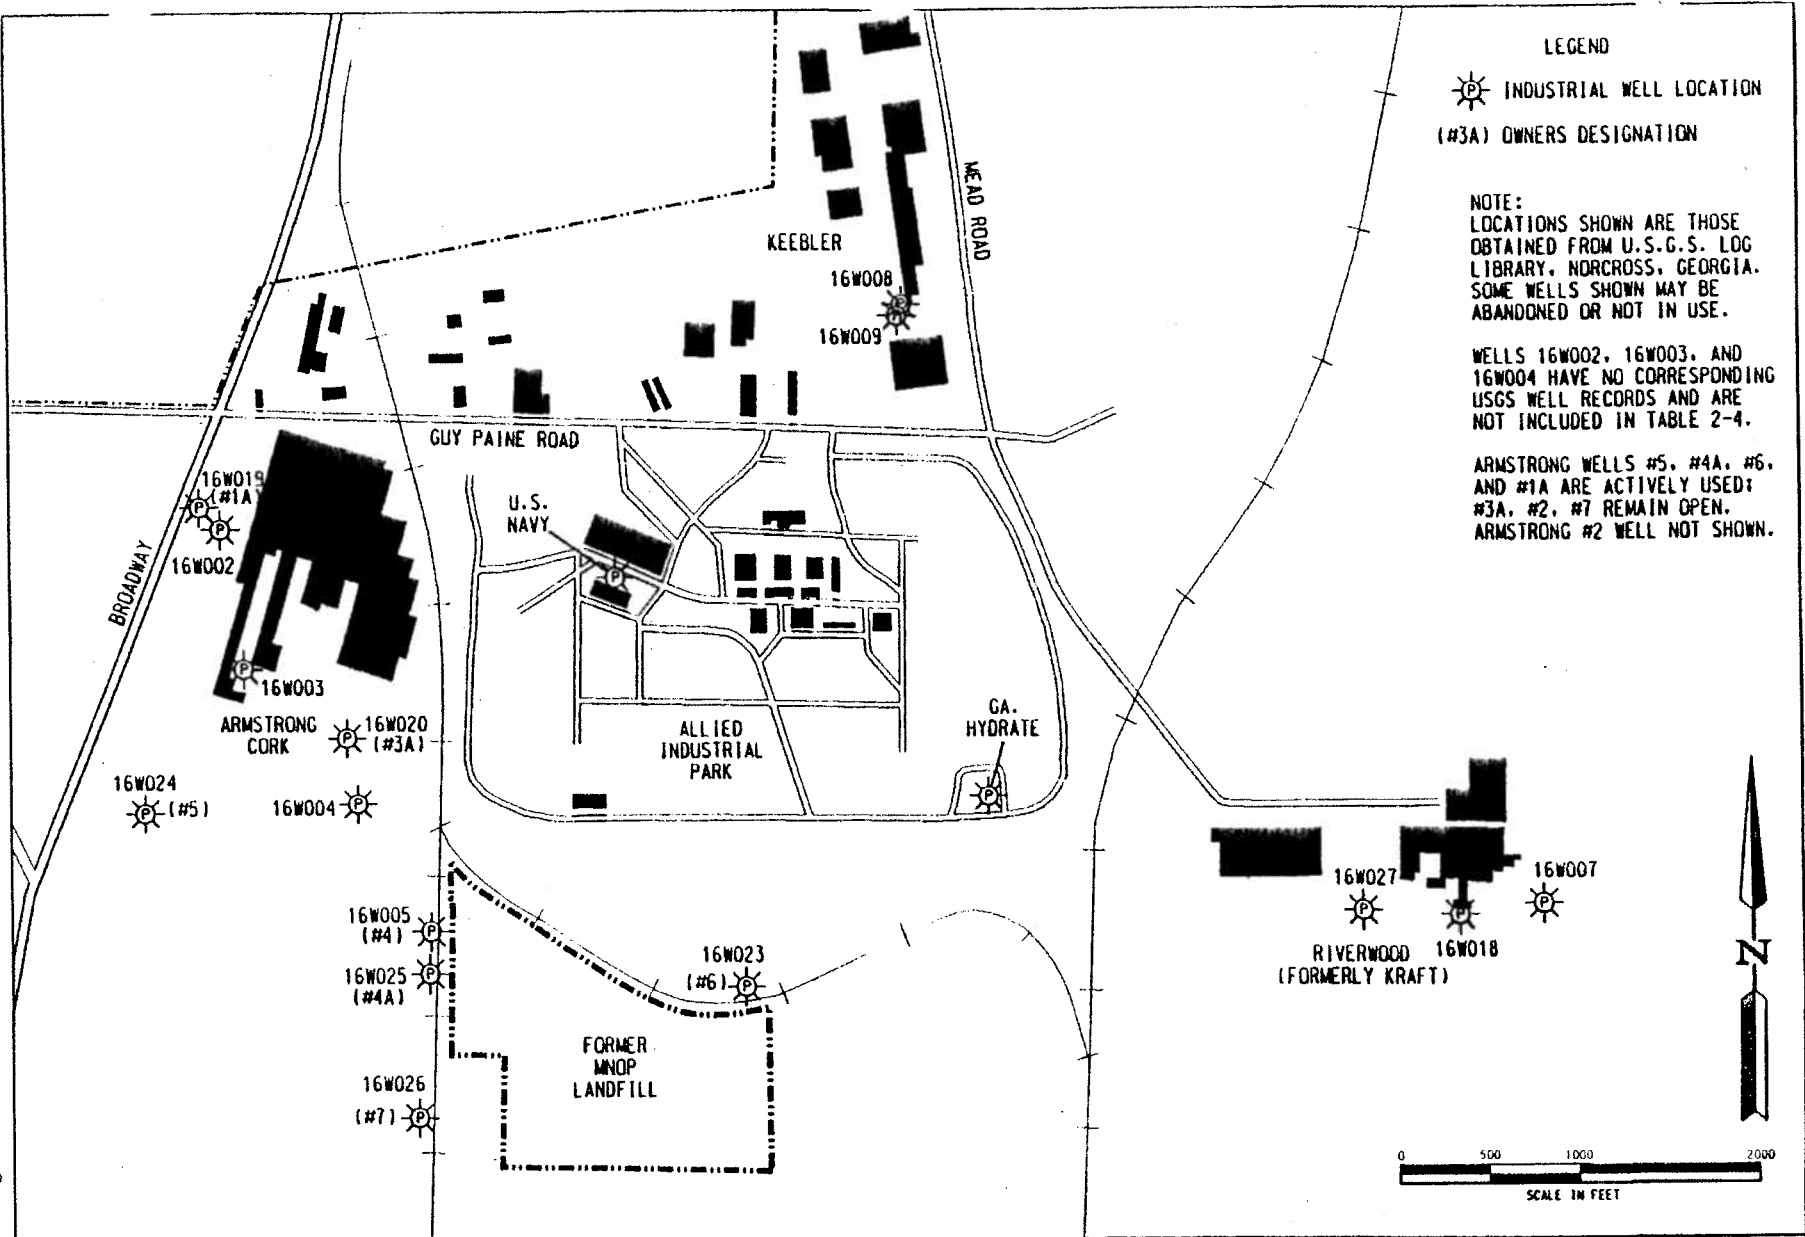 LEGEND
P INDUSTRIAL WELL LOCATION
(#3A) OWNERS DESIGNATION
NOTE:
LOCATIONS SHOWN ARE THOSE
OBTAINED FROM U.S.G.S. LOG
LIBRARY, NORCROSS, GEORGIA.
SOME WELLS SHOWN MAY BE
ABANDONED OR NOT IN USE.
WELLS 16W002, 16W003, AND
16W004 HAVE NO CORRESPONDING
USGS WELL RECORDS AND ARE
NOT INCLUDED IN TABLE 2-4.
ARMSTRONG WELLS #5, #4A, #6,
AND #1A ARE ACTIVELY USED;
#3A, #2, #7 REMAIN OPEN.
ARMSTRONG #2 WELL NOT SHOWN.
MEAD ROAD
KEEBLER
16W008
P
P
16W009
GUY PAINE ROAD
16W019
(#1A)
P
P
16W002
BROADWAY
U.S.
NAVY
P
P
16W003
ARMSTRONG
CORK
P
16W020
(#3A)
16W024
P
(#5)
16W004
P
ALLIED
INDUSTRIAL
PARK
GA.
HYDRATE
P
16W005
(#4)
P
16W025
(#4A)
P
16W023
(#6)
P
16W027
P
16W007
P
P
16W018
RIVERWOOD
(FORMERLY KRAFT)
FORMER
MNOP
LANDFILL
16W026
(#7)
P
N
0 500 1000 2000
SCALE IN FEET